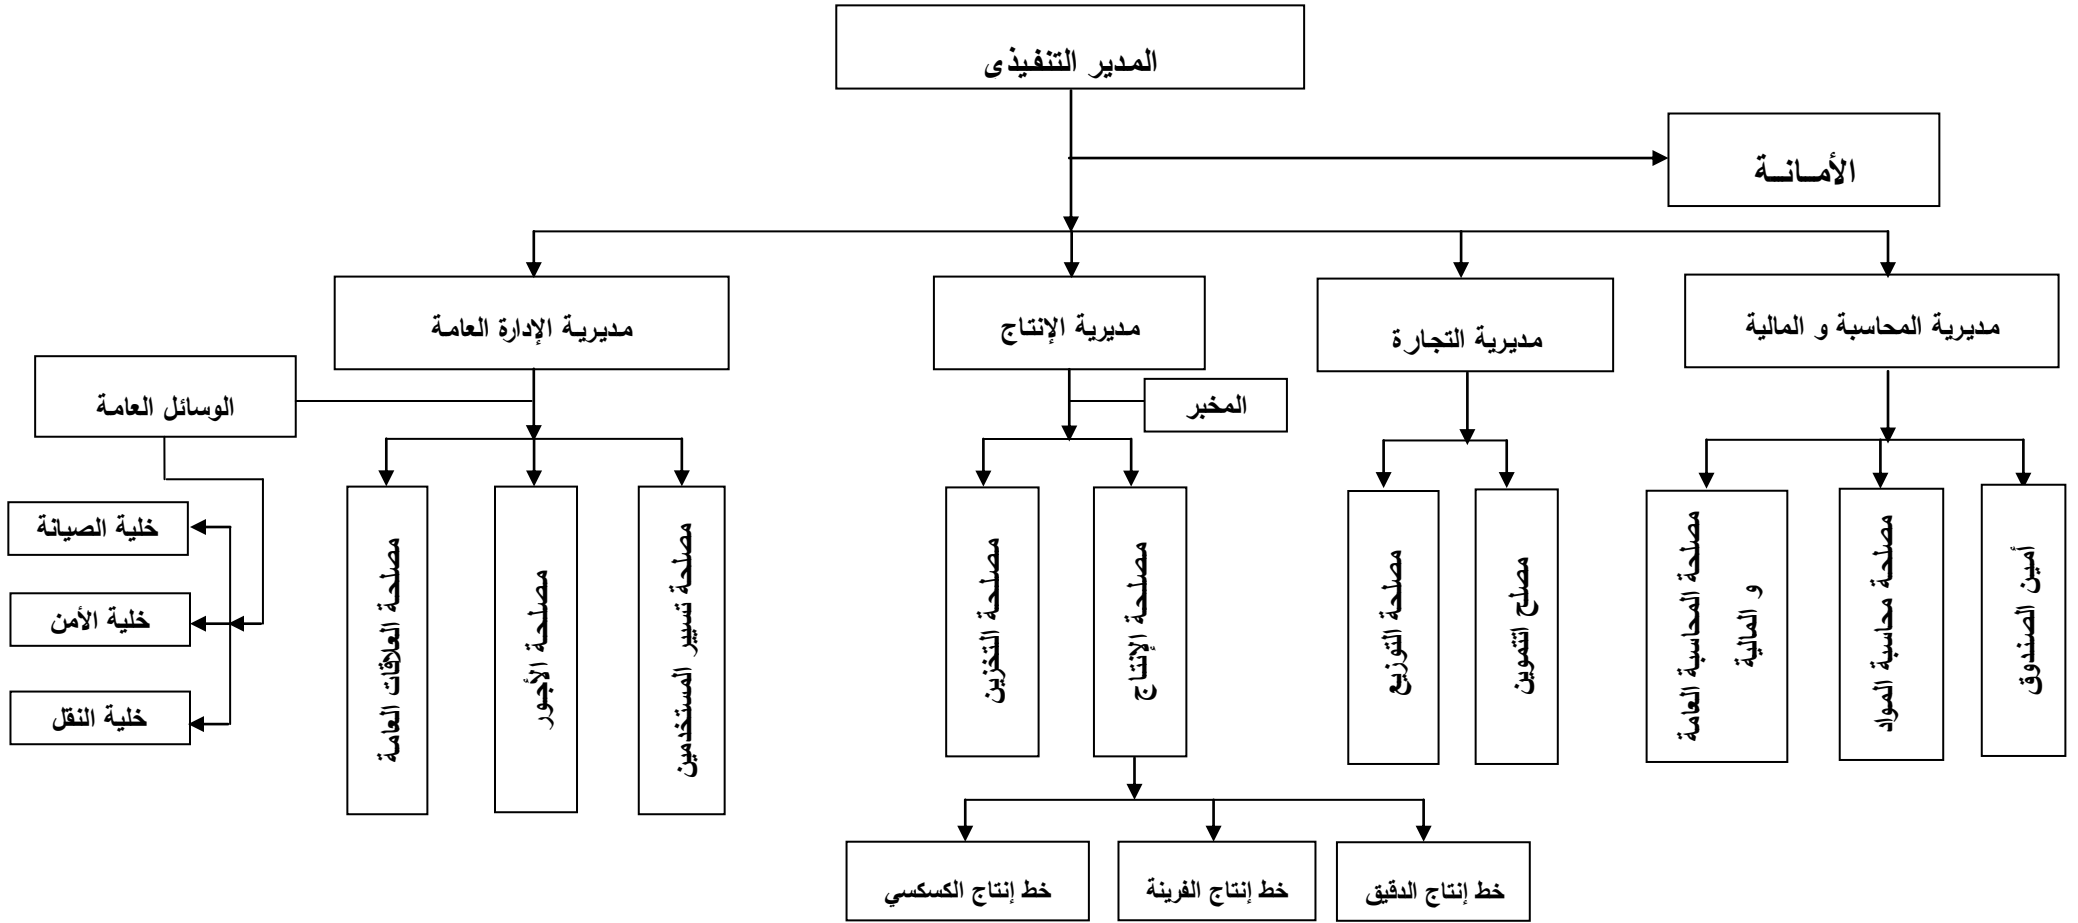 المدير التنفيذى
الأمـــانـــة
مديرية المحاسبة و المالية
مديرية التجارة
مديرية الإنتاج
مديرية الإدارة العامة
المخبر
الوسائل العامة
أمين الصندوق
مصلحة محاسبة المواد
مصلحة المحاسبة العامة
و المالية
مصلح التموين
مصلحة التوزيع
مصلحة الإنتاج
مصلحة التخزين
مصلحة تسيير المستخدمين
مصلحة الأجور
مصلحة العلاقات العامة
خلية الصيانة
خلية الأمن
خلية النقل
خط إنتاج الدقيق
خط إنتاج الفرينة
خط إنتاج الكسكسي